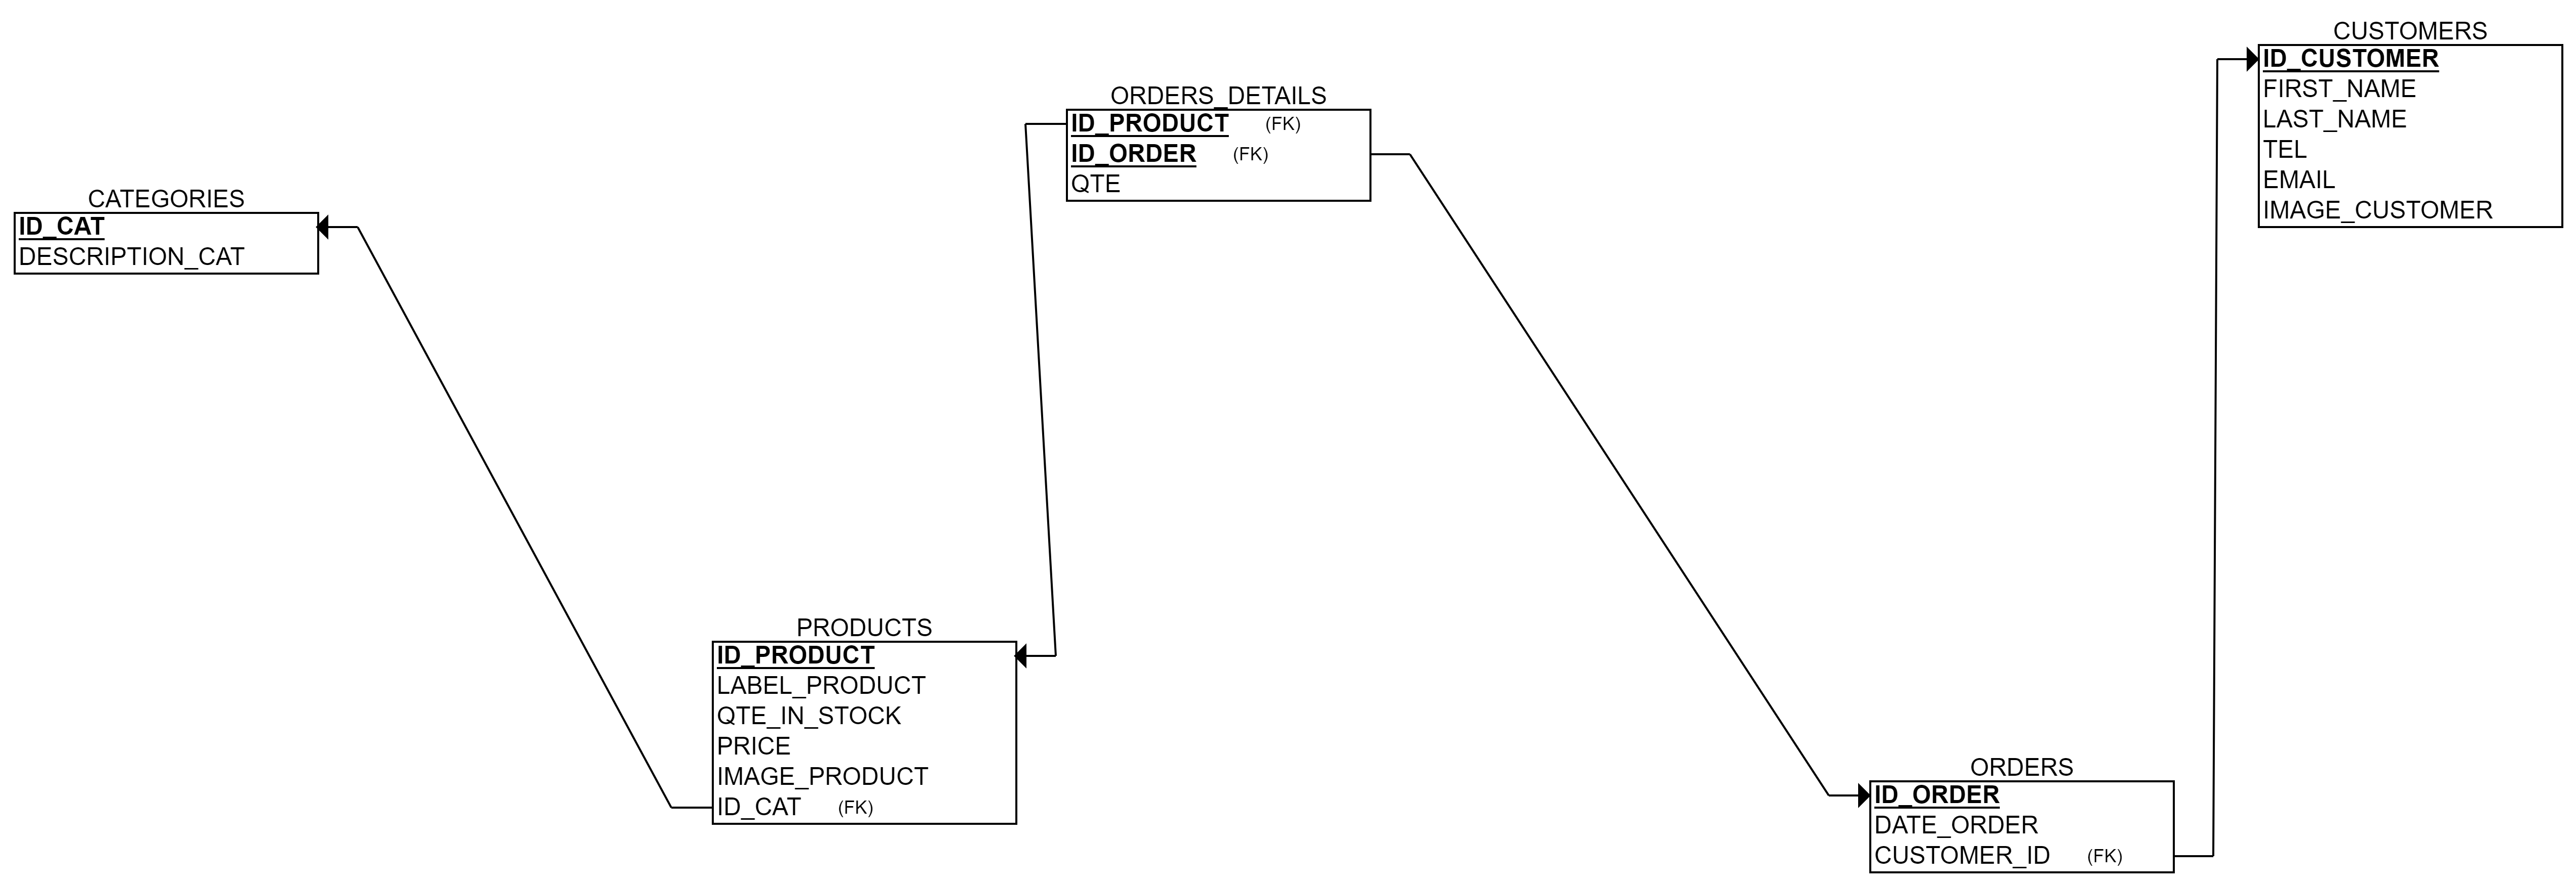 CATEGORIES
ID_CAT
DESCRIPTION_CAT
PRODUCTS
ID_PRODUCT
LABEL_PRODUCT
QTE_IN_STOCK
PRICE
IMAGE_PRODUCT
ID_CAT (FK)
ORDERS_DETAILS
ID_PRODUCT (FK)
ID_ORDER (FK)
QTE
ORDERS
ID_ORDER
DATE_ORDER
CUSTOMER_ID (FK)
CUSTOMERS
ID_CUSTOMER
FIRST_NAME
LAST_NAME
TEL
EMAIL
IMAGE_CUSTOMER